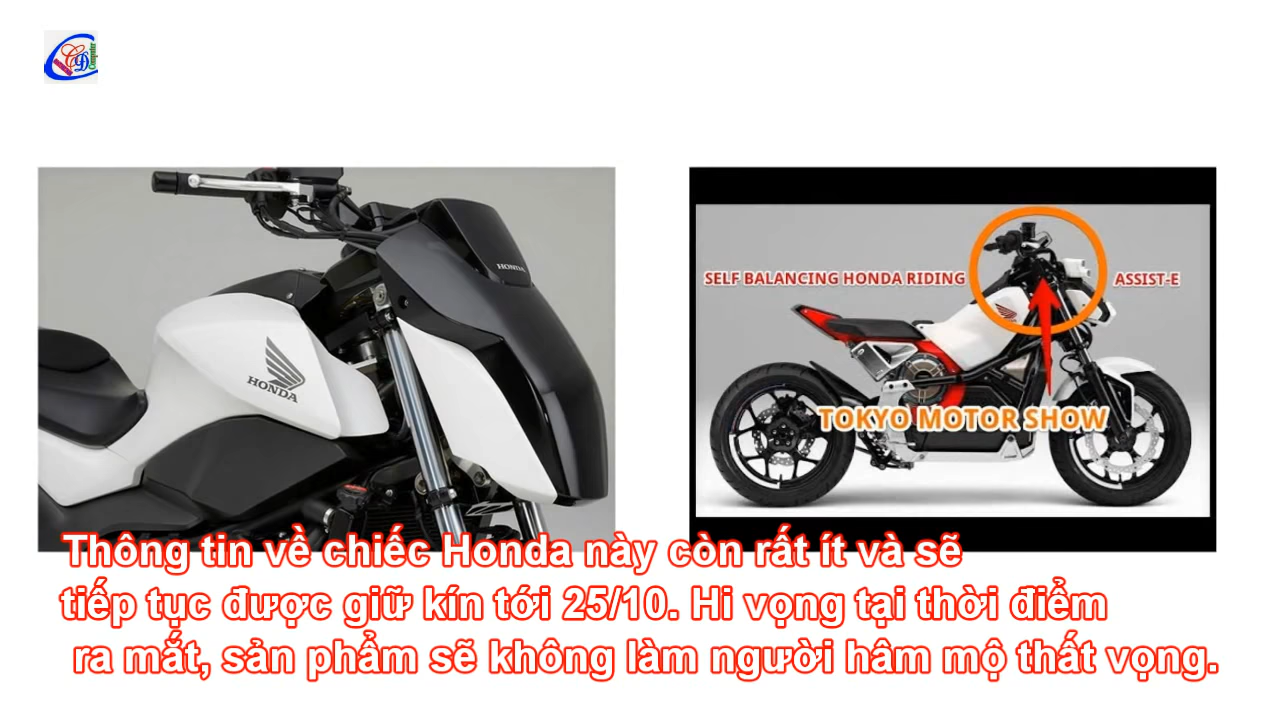 Computer
HONDA
HONDA
SELF BALANCING HONDA RIDING ASSIST-E
TOKYO MOTOR SHOW
Thông tin về chiếc Honda này còn rất ít và sẽ
tiếp tục được giữ kín tới 25/10. Hi vọng tại thời điểm
ra mắt, sản phẩm sẽ không làm người hâm mộ thất vọng.